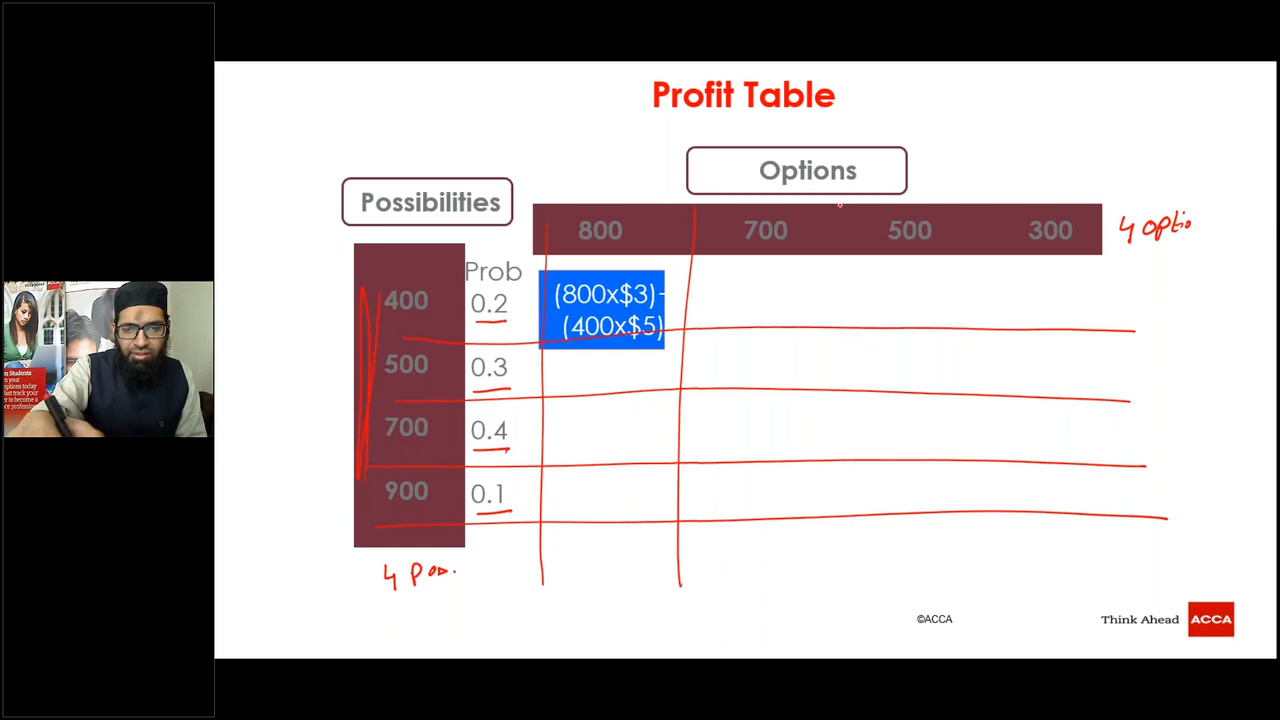 Profit Table
Options
Possibilities
800 700 500 300
4 optio
Prob
400 0.2
(800x$3)-
(400x$5)
500 0.3
700 0.4
900 0.1
4 Pos.
©ACCA
Think Ahead ACCA